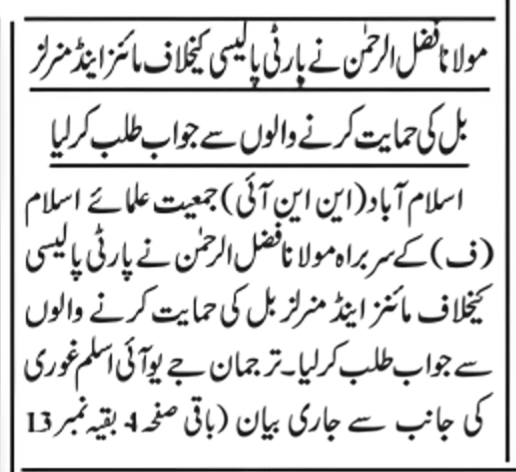 مولانا فضل الرحمٰن نے پارٹی پالیسی کیخلاف مائنز اینڈ منرلز
بل کی حمایت کرنے والوں سے جواب طلب کرلیا
اسلام آباد (این این آئی) جمعیت علمائے اسلام
(ف) کے سربراہ مولانا فضل الرحمٰن نے پارٹی پالیسی
کیخلاف مائنز اینڈ منرلز بل کی حمایت کرنے والوں
سے جواب طلب کرلیا۔ ترجمان جے یو آئی اسلم غوری
کی جانب سے جاری بیان (باقی صفحہ 4 بقیہ نمبر 13